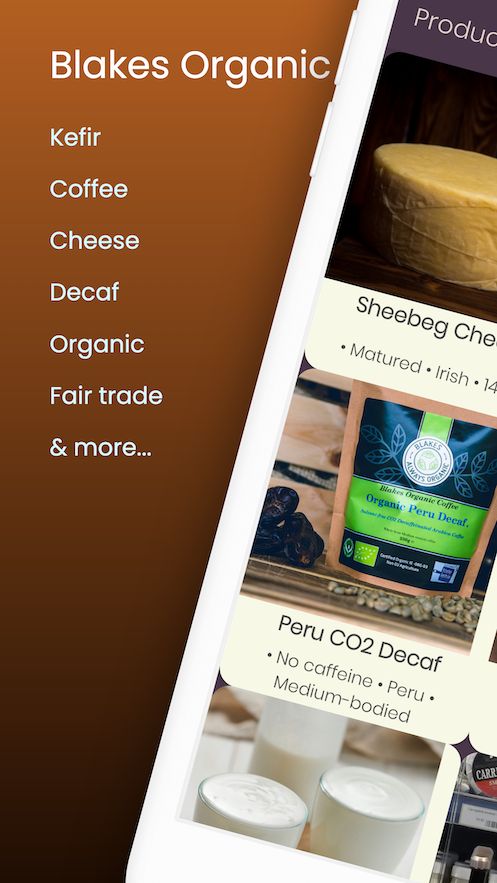 Blakes Organic
Kefir
Coffee
Cheese
Decaf
Organic
Fair trade
& more...
Produc
Sheebeg Chee
• Matured • Irish • 14
BLAKES
ALWAYS ORGANIC
Blakes Organic Coffee
Organic Peru Decaf.
Peru CO2 Decaf
• No caffeine • Peru •
Medium-bodied
CARR